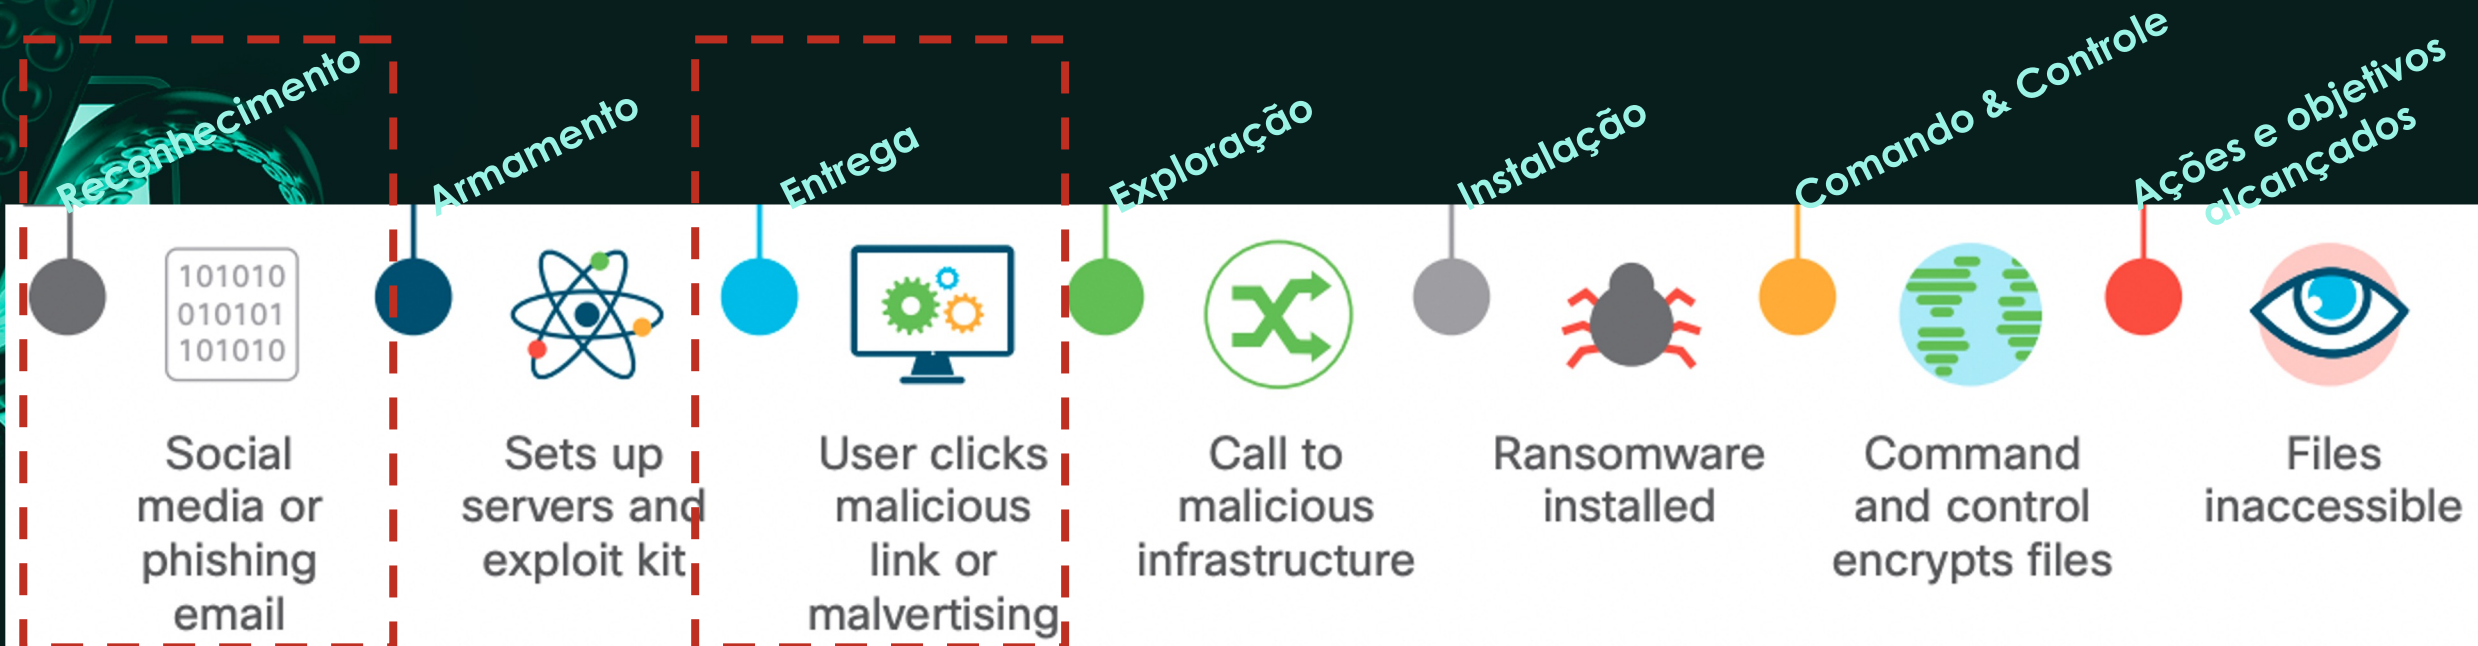 Reconhecimento
Armamento
Entrega
Exploração
Instalação
Comando & Controle
Ações e objetivos
alcançados
101010
010101
101010
Social
media or
phishing
email
Sets up
servers and
exploit kit
User clicks
malicious
link or
malvertising
Call to
malicious
infrastructure
Ransomware
installed
Command
and control
encrypts files
Files
inaccessible